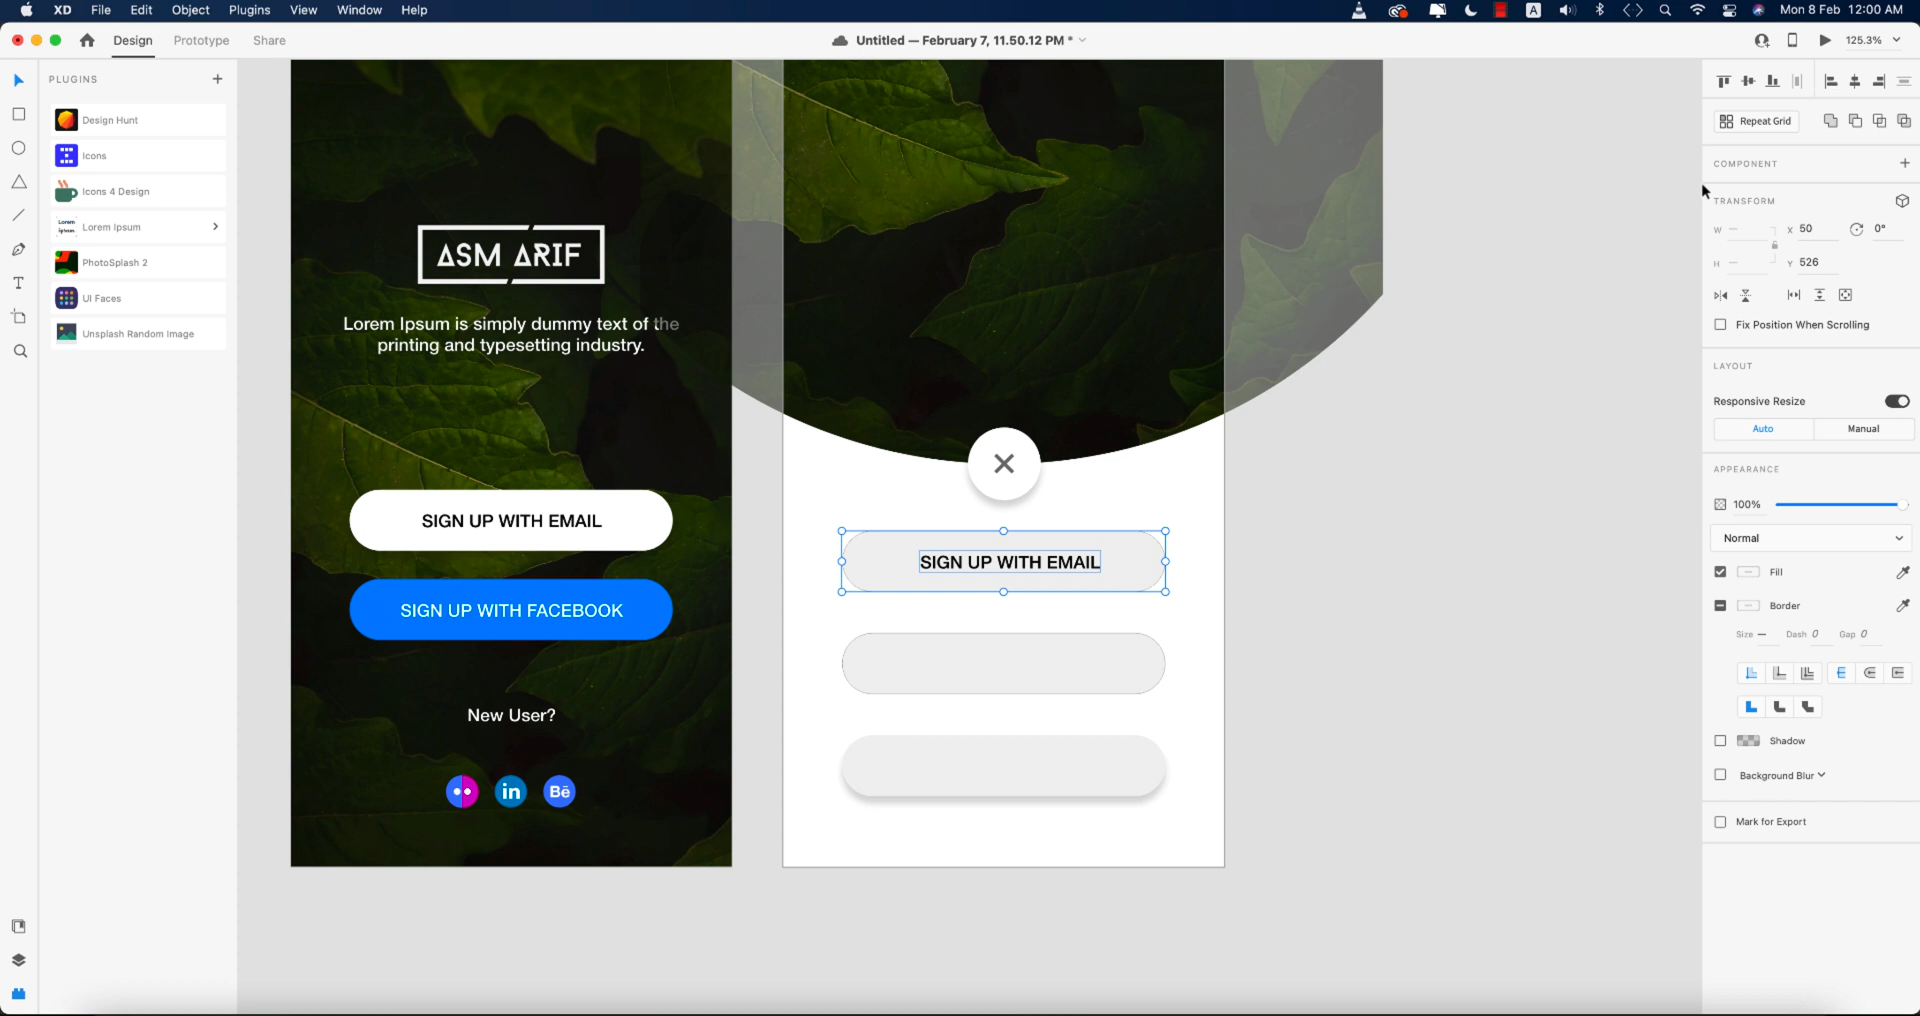 XD File Edit Object Plugins View Window Help
A
Mon 8 Feb 12:00 AM
Design Prototype Share
Untitled — February 7, 11.50.12 PM *
125.3%
PLUGINS
Design Hunt
Icons
Icons 4 Design
Lorem Ipsum
Lorem Ipsum
PhotoSplash 2
UI Faces
Unsplash Random Image
T
ASM ARIF
Lorem Ipsum is simply dummy text of the
printing and typesetting industry.
SIGN UP WITH EMAIL
SIGN UP WITH FACEBOOK
New User?
in
Bē
SIGN UP WITH EMAIL
Repeat Grid
COMPONENT
TRANSFORM
W X 50 0°
H Y 526
Fix Position When Scrolling
LAYOUT
Responsive Resize
Auto Manual
APPEARANCE
100%
Normal
Fill
Border
Size — Dash 0 Gap 0
Shadow
Background Blur
Mark for Export